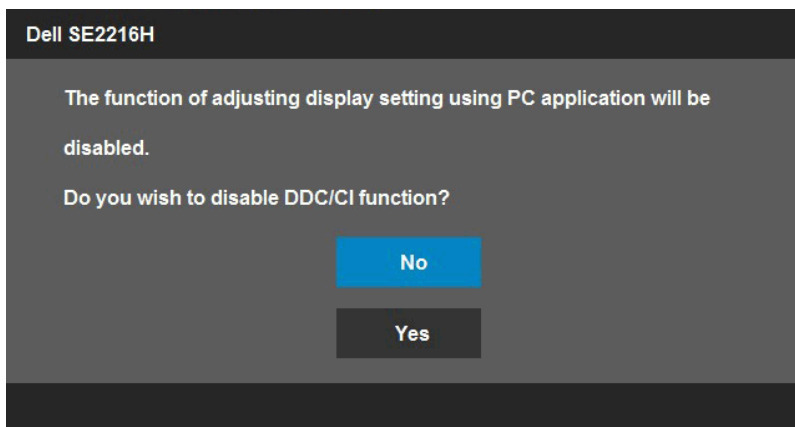 Dell SE2216H
The function of adjusting display setting using PC application will be
disabled.
Do you wish to disable DDC/CI function?
No
Yes